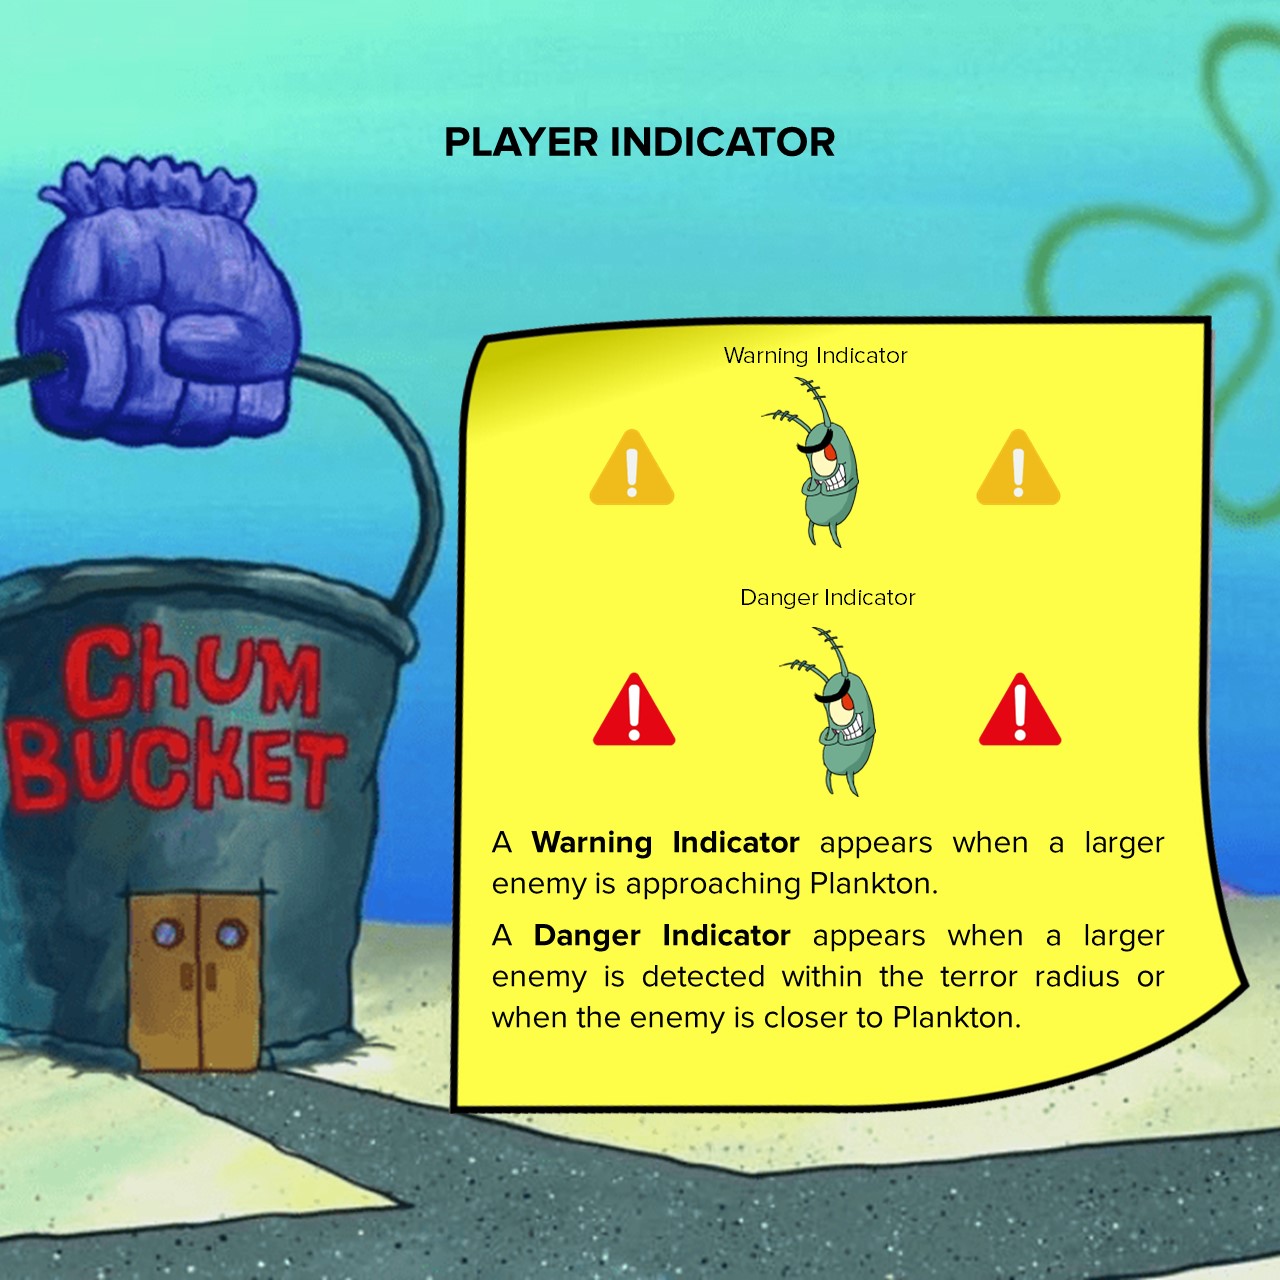 PLAYER INDICATOR
Warning Indicator
Danger Indicator
Chum
Bucket
A Warning Indicator appears when a larger
enemy is approaching Plankton.
A Danger Indicator appears when a larger
enemy is detected within the terror radius or
when the enemy is closer to Plankton.